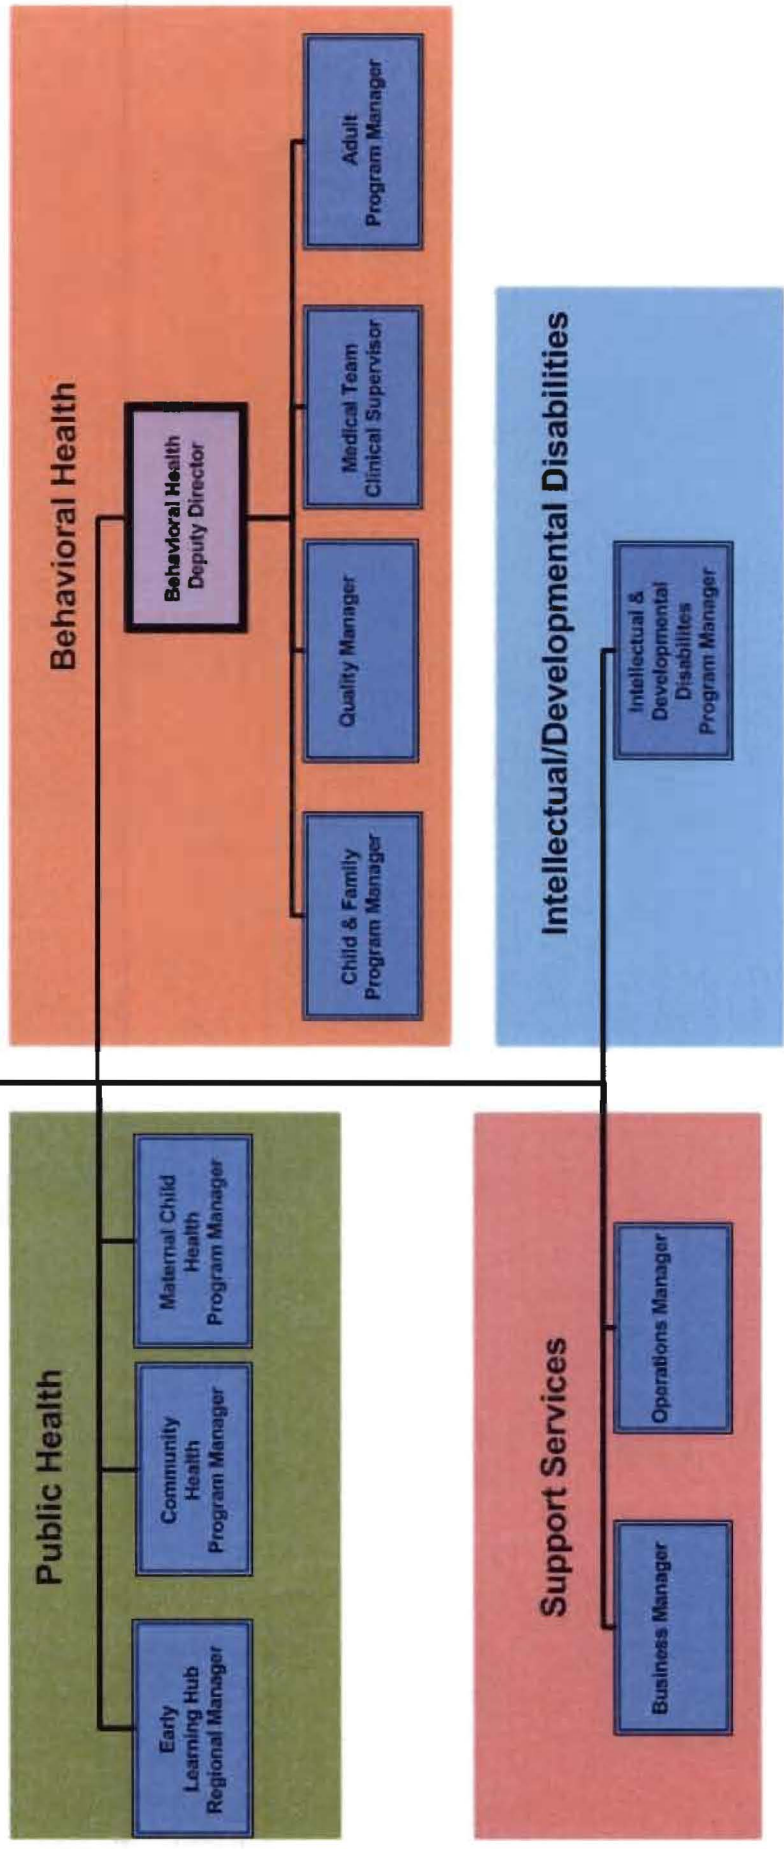 Public Health
Early
Learning Hub
Regional Manager
Community
Health
Program Manager
Maternal Child
Health
Program Manager
Behavioral Health
Behavioral Health
Deputy Director
Child & Family
Program Manager
Quality Manager
Medical Team
Clinical Supervisor
Adult
Program Manager
Support Services
Business Manager
Operations Manager
Intellectual/Developmental Disabilities
Intellectual &
Developmental
Disabilites
Program Manager